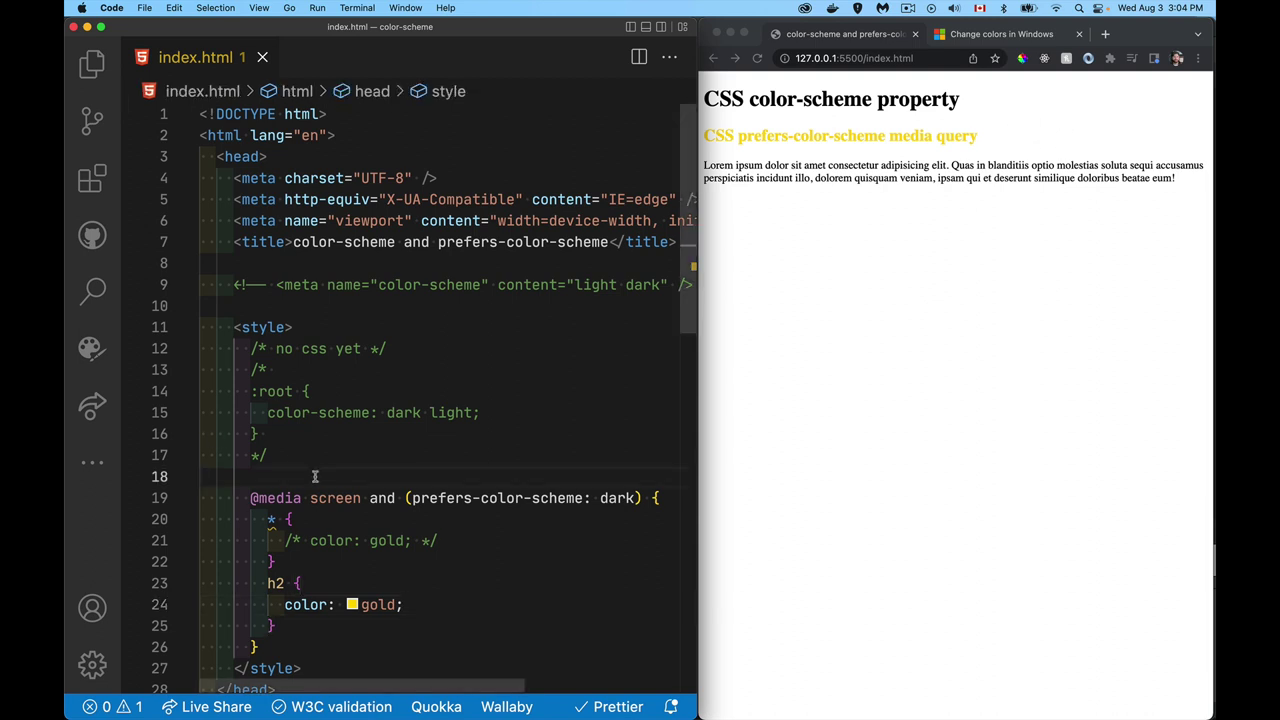 Code File Edit Selection View Go Run Terminal Window Help
Wed Aug 3 3:04 PM
index.html — color-scheme
index.html 1
index.html > html > head > style
1 <!DOCTYPE html>
2 <html lang="en">
3 <head>
4 <meta charset="UTF-8" />
5 <meta http-equiv="X-UA-Compatible" content="IE=edge" />
6 <meta name="viewport" content="width=device-width, ini
7 <title>color-scheme and prefers-color-scheme</title>
8
9 <!-- <meta name="color-scheme" content="light dark" />
10
11 <style>
12 /* no css yet */
13 /*
14 :root {
15 color-scheme: dark light;
16 }
17 */
18
19 @media screen and (prefers-color-scheme: dark) {
20 * {
21 /* color: gold; */
22 }
23 h2 {
24 color: gold;
25 }
26 }
27 </style>
28 </head>
0 1 Live Share W3C validation Quokka Wallaby Prettier
color-scheme and prefers-colo
Change colors in Windows
127.0.0.1:5500/index.html
CSS color-scheme property
CSS prefers-color-scheme media query
Lorem ipsum dolor sit amet consectetur adipisicing elit. Quas in blanditiis optio molestias soluta sequi accusamus
perspiciatis incidunt illo, dolorem quisquam veniam, ipsam qui et deserunt similique doloribus beatae eum!